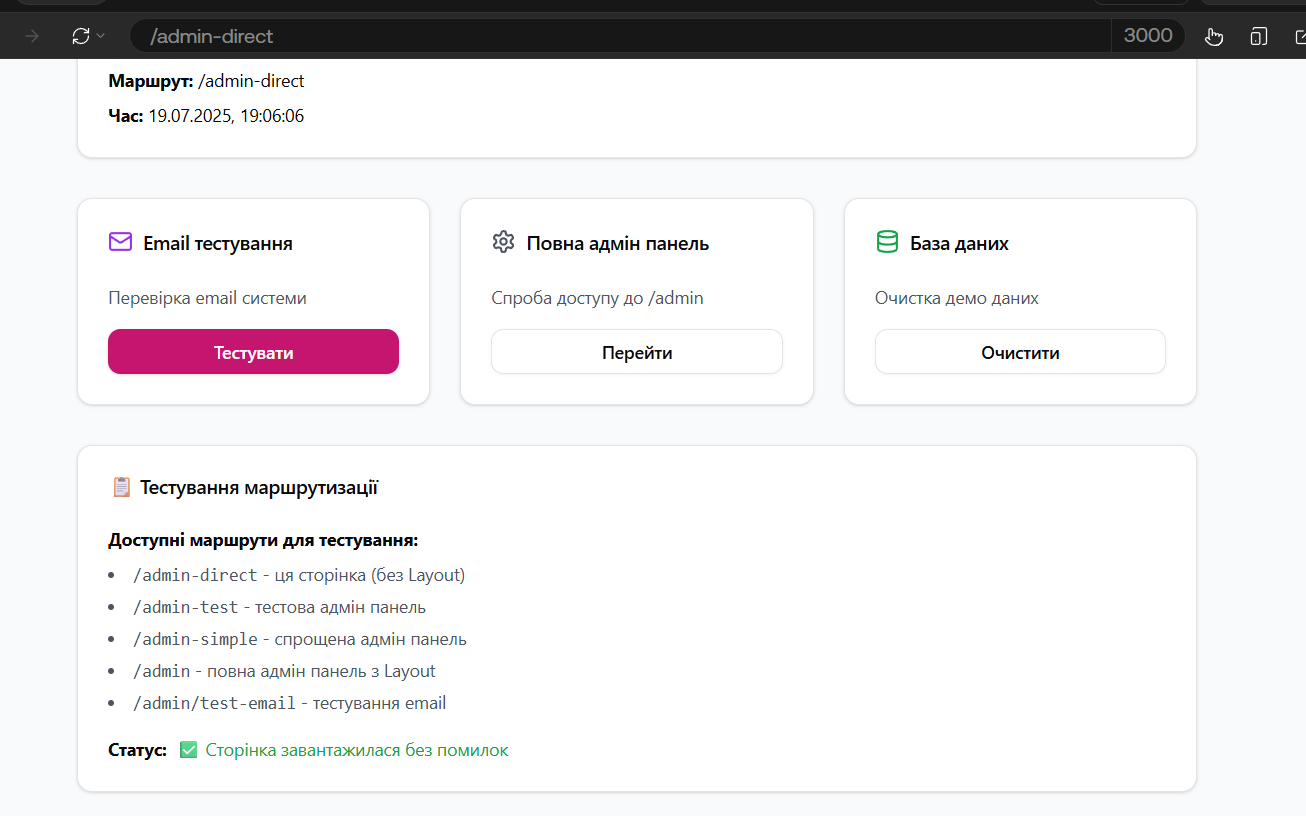 /admin-direct
3000
Маршрут: /admin-direct
Час: 19.07.2025, 19:06:06
Email тестування
Перевірка email системи
Тестувати
Повна адмін панель
Спроба доступу до /admin
Перейти
База даних
Очистка демо даних
Очистити
Тестування маршрутизації
Доступні маршрути для тестування:
/admin-direct - ця сторінка (без Layout)
/admin-test - тестова адмін панель
/admin-simple - спрощена адмін панель
/admin - повна адмін панель з Layout
/admin/test-email - тестування email
Статус: ✅ Сторінка завантажилася без помилок